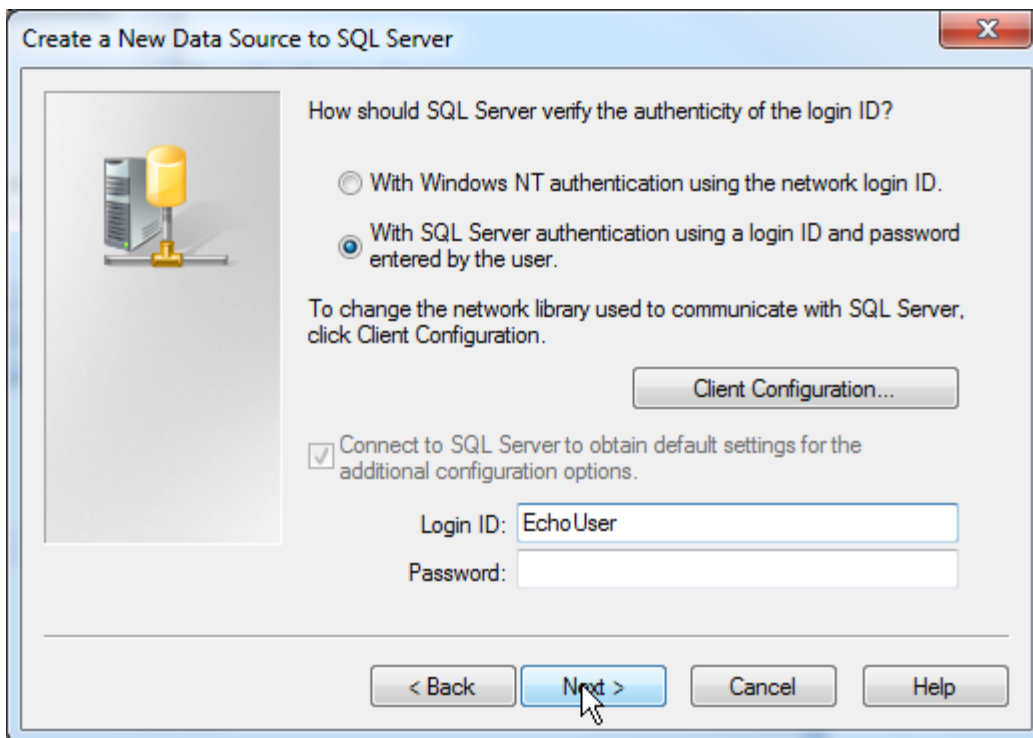 Create a New Data Source to SQL Server
How should SQL Server verify the authenticity of the login ID?
With Windows NT authentication using the network login ID.
With SQL Server authentication using a login ID and password
entered by the user.
To change the network library used to communicate with SQL Server,
click Client Configuration.
Client Configuration...
Connect to SQL Server to obtain default settings for the
additional configuration options.
Login ID: EchoUser
Password:
< Back Next > Cancel Help